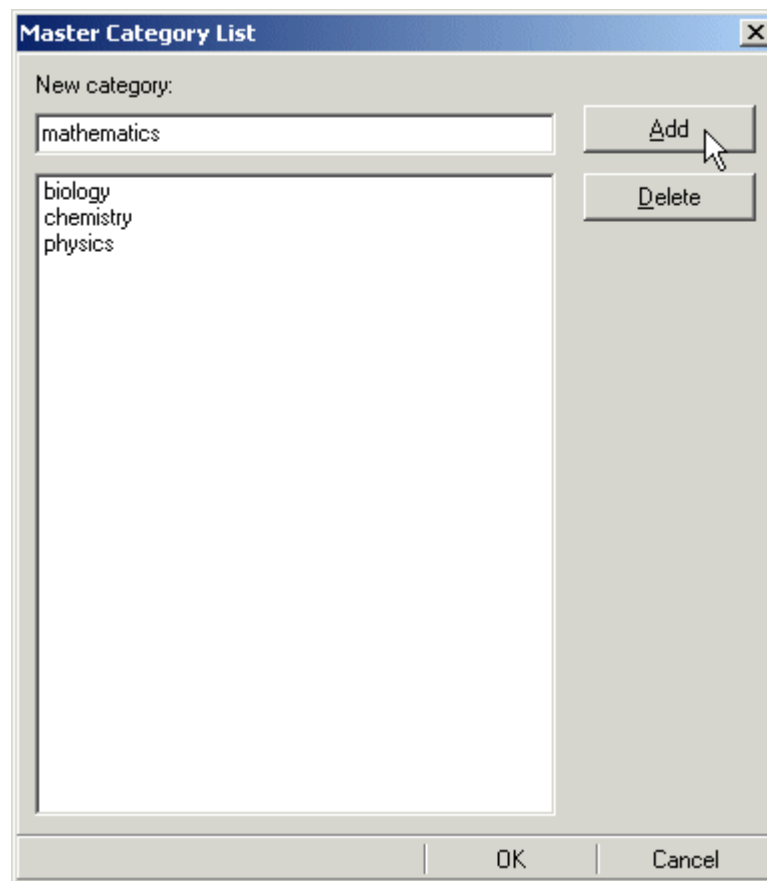 Master Category List
New category:
mathematics
Add
biology
chemistry
physics
Delete
OK
Cancel